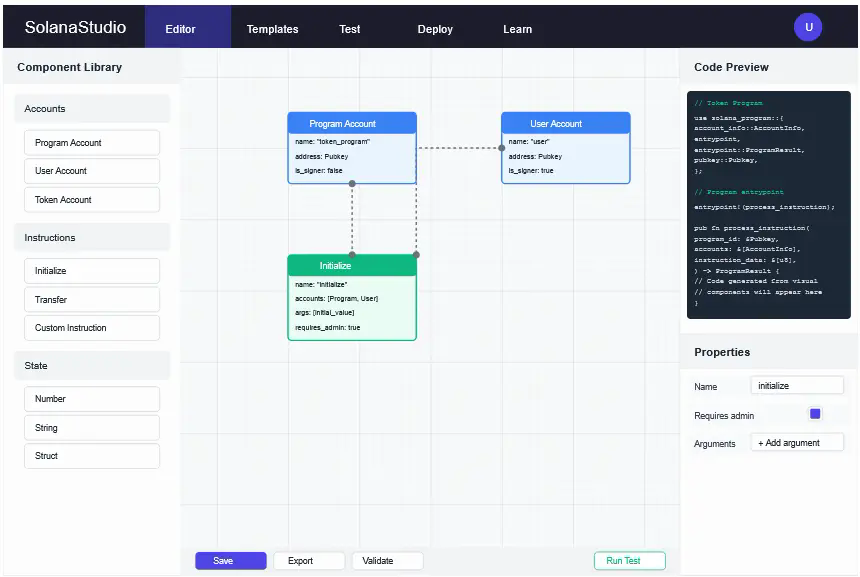 SolanaStudio
Editor
Templates
Test
Deploy
Learn
U
Component Library
Accounts
Program Account
User Account
Token Account
Instructions
Initialize
Transfer
Custom Instruction
State
Number
String
Struct
Program Account
name: "token_program"
address: Pubkey
is_signer: false
User Account
name: "user"
address: Pubkey
is_signer: true
Initialize
name: "initialize"
accounts: [Program, User]
args: [initial_value]
requires_admin: true
Save
Export
Validate
Run Test
Code Preview
// Token Program
use solana_program::{
account_info::AccountInfo,
entrypoint,
entrypoint::ProgramResult,
pubkey::Pubkey,
};
// Program entrypoint
entrypoint!(process_instruction);
pub fn process_instruction(
program_id: &Pubkey,
accounts: &[AccountInfo],
instruction_data: &[u8],
) -> ProgramResult {
// Code generated from visual
// components will appear here
}
Properties
Name
initialize
Requires admin
Arguments
+ Add argument